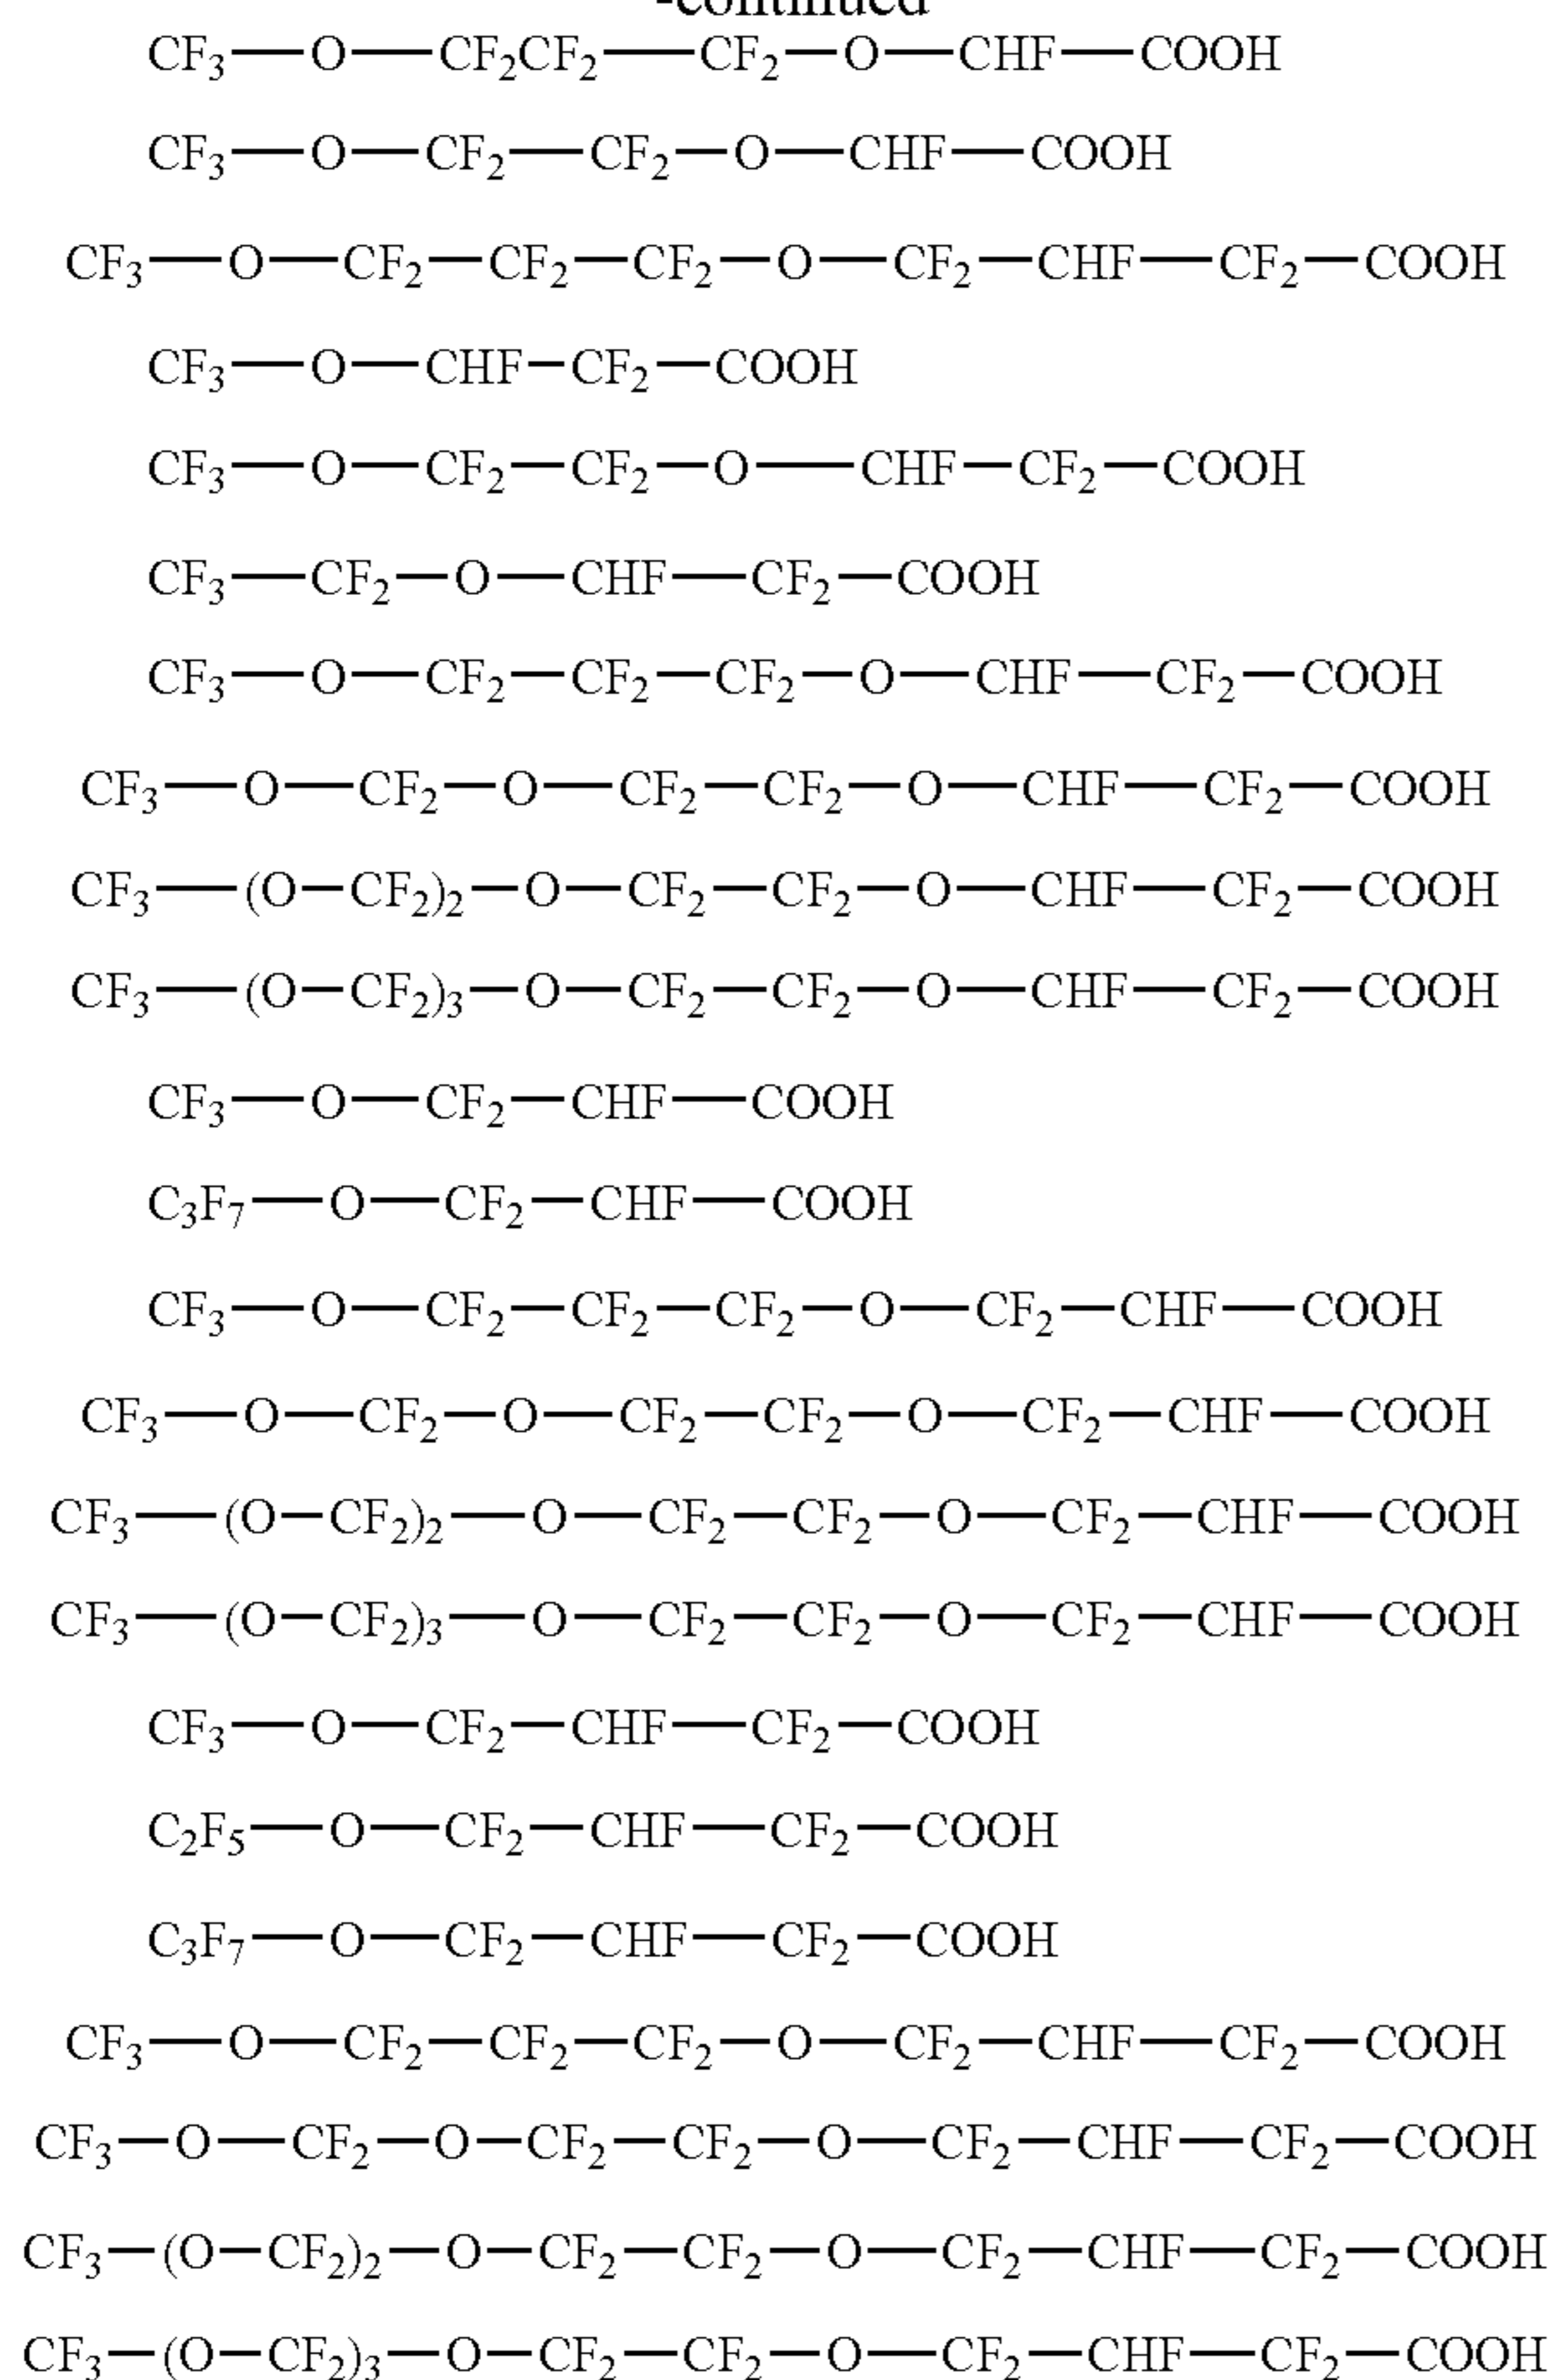 -continued
CF₃—O—CF₂CF₂—CF₂—O—CHF—COOH
CF₃—O—CF₂—CF₂—O—CHF—COOH
CF₃—O—CF₂—CF₂—CF₂—O—CF₂—CHF—CF₂—COOH
CF₃—O—CHF—CF₂—COOH
CF₃—O—CF₂—CF₂—O—CHF—CF₂—COOH
CF₃—CF₂—O—CHF—CF₂—COOH
CF₃—O—CF₂—CF₂—CF₂—O—CHF—CF₂—COOH
CF₃—O—CF₂—O—CF₂—CF₂—O—CHF—CF₂—COOH
CF₃—(O—CF₂)₂—O—CF₂—CF₂—O—CHF—CF₂—COOH
CF₃—(O—CF₂)₃—O—CF₂—CF₂—O—CHF—CF₂—COOH
CF₃—O—CF₂—CHF—COOH
C₃F₇—O—CF₂—CHF—COOH
CF₃—O—CF₂—CF₂—CF₂—O—CF₂—CHF—COOH
CF₃—O—CF₂—O—CF₂—CF₂—O—CF₂—CHF—COOH
CF₃—(O—CF₂)₂—O—CF₂—CF₂—O—CF₂—CHF—COOH
CF₃—(O—CF₂)₃—O—CF₂—CF₂—O—CF₂—CHF—COOH
CF₃—O—CF₂—CHF—CF₂—COOH
C₂F₅—O—CF₂—CHF—CF₂—COOH
C₃F₇—O—CF₂—CHF—CF₂—COOH
CF₃—O—CF₂—CF₂—CF₂—O—CF₂—CHF—CF₂—COOH
CF₃—O—CF₂—O—CF₂—CF₂—O—CF₂—CHF—CF₂—COOH
CF₃—(O—CF₂)₂—O—CF₂—CF₂—O—CF₂—CHF—CF₂—COOH
CF₃—(O—CF₂)₃—O—CF₂—CF₂—O—CF₂—CHF—CF₂—COOH